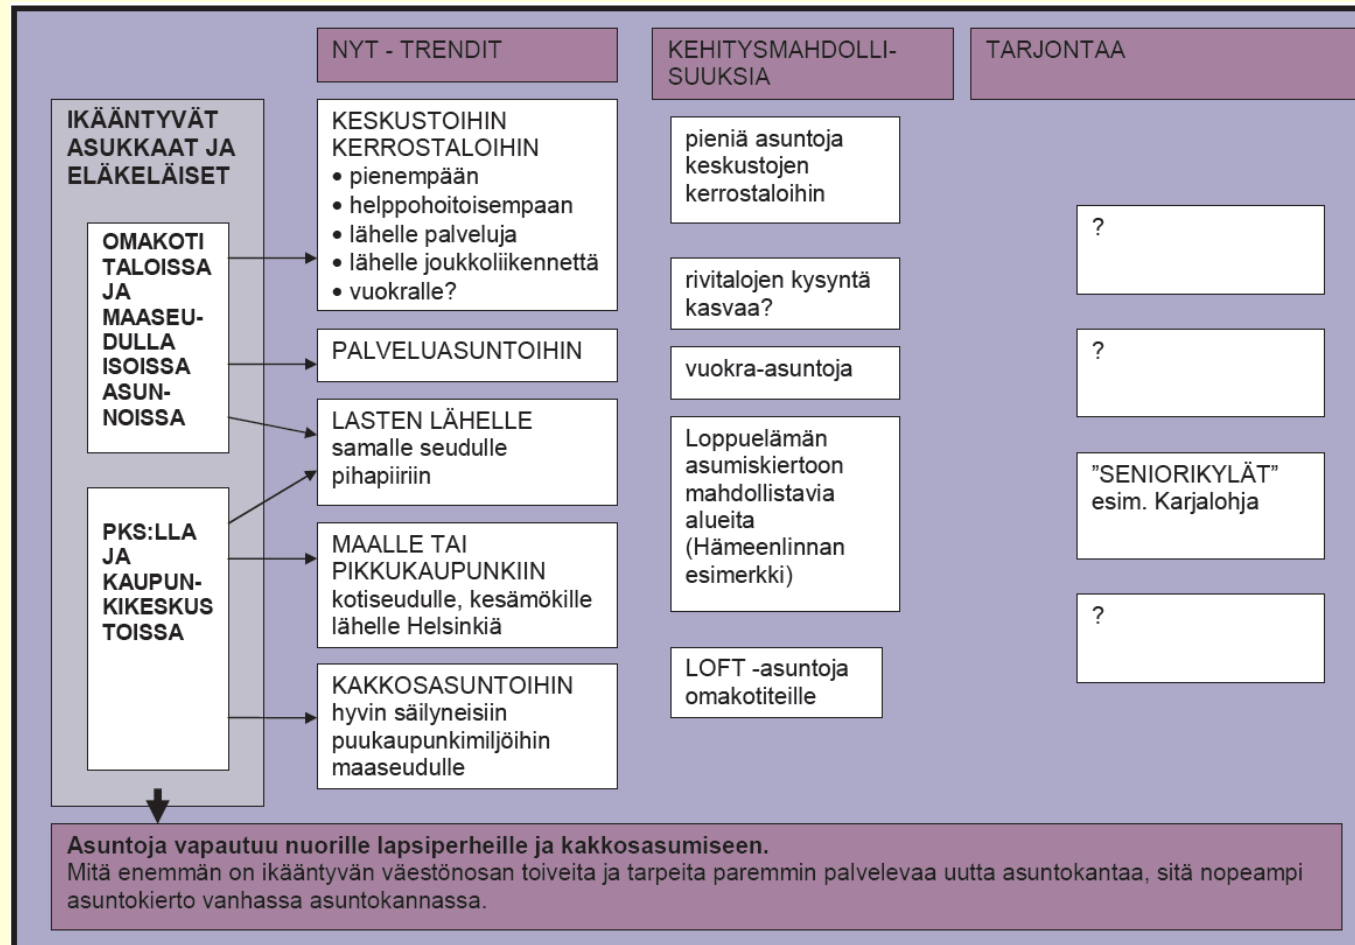 NYT - TRENDIT
KEHITYSMAHDOLLI-
SUUKSIA
TARJONTAA
IKÄÄNTYVÄT
ASUKKAAT JA
ELÄKELÄISET
OMAKOTI
TALOISSA
JA
MAASEU-
DULLA
ISOISSA
ASUN-
NOISSA
PKS:LLA
JA
KAUPUN-
KIKESKUS
TOISSA
KESKUSTOIHIN
KERROSTALOIHIN
• pienempään
• helppohoitoisempaan
• lähelle palveluja
• lähelle joukkoliikennettä
• vuokralle?
PALVELUASUNTOIHIN
LASTEN LÄHELLE
samalle seudulle
pihapiiriin
MAALLE TAI
PIKKUKAUPUNKIIN
kotiseudulle, kesämökille
lähelle Helsinkiä
KAKKOSASUNTOIHIN
hyvin säilyneisiin
puukaupunkimiljöihin
maaseudulle
pieniä asuntoja
keskustojen
kerrostaloihin
rivitalojen kysyntä
kasvaa?
vuokra-asuntoja
Loppuelämän
asumiskiertoon
mahdollistavia
alueita
(Hämeenlinnan
esimerkki)
LOFT -asuntoja
omakotiteille
?
?
”SENIORIKYLÄT”
esim. Karjalohja
?
Asuntoja vapautuu nuorille lapsiperheille ja kakkosasumiseen.
Mitä enemmän on ikääntyvän väestönosan toiveita ja tarpeita paremmin palvelevaa uutta asuntokantaa, sitä nopeampi
asuntokierto vanhassa asuntokannassa.